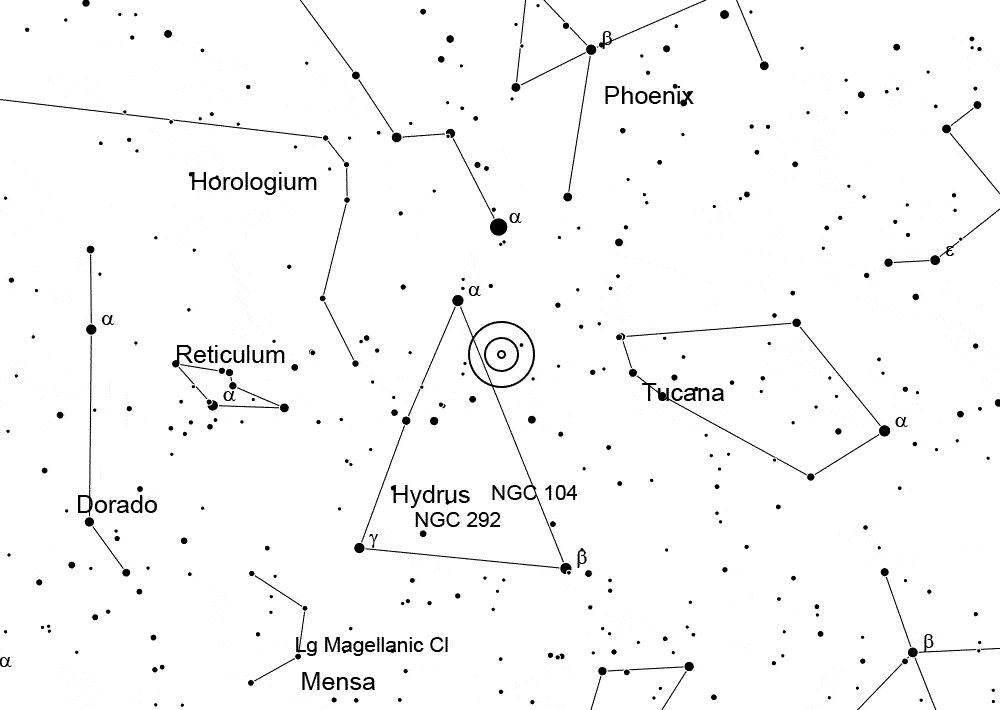 β
Phoenix
Horologium
α
ε
α
α
Reticulum
α
Tucana
α
Hydrus
NGC 104
Dorado
NGC 292
γ
β
β
Lg Magellanic Cl
α
Mensa